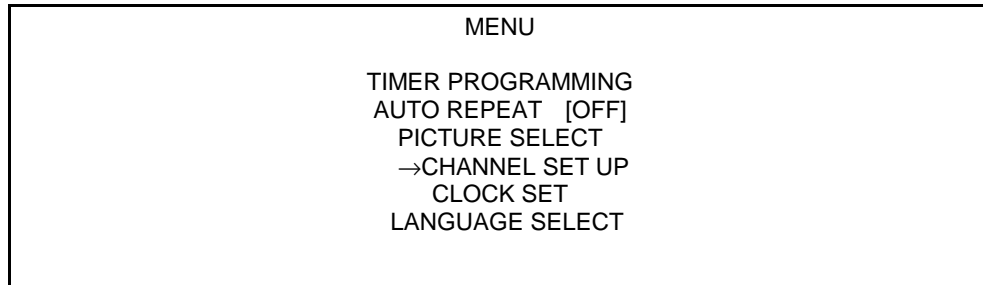 MENU
TIMER PROGRAMMING
AUTO REPEAT [OFF]
PICTURE SELECT
→CHANNEL SET UP
CLOCK SET
LANGUAGE SELECT